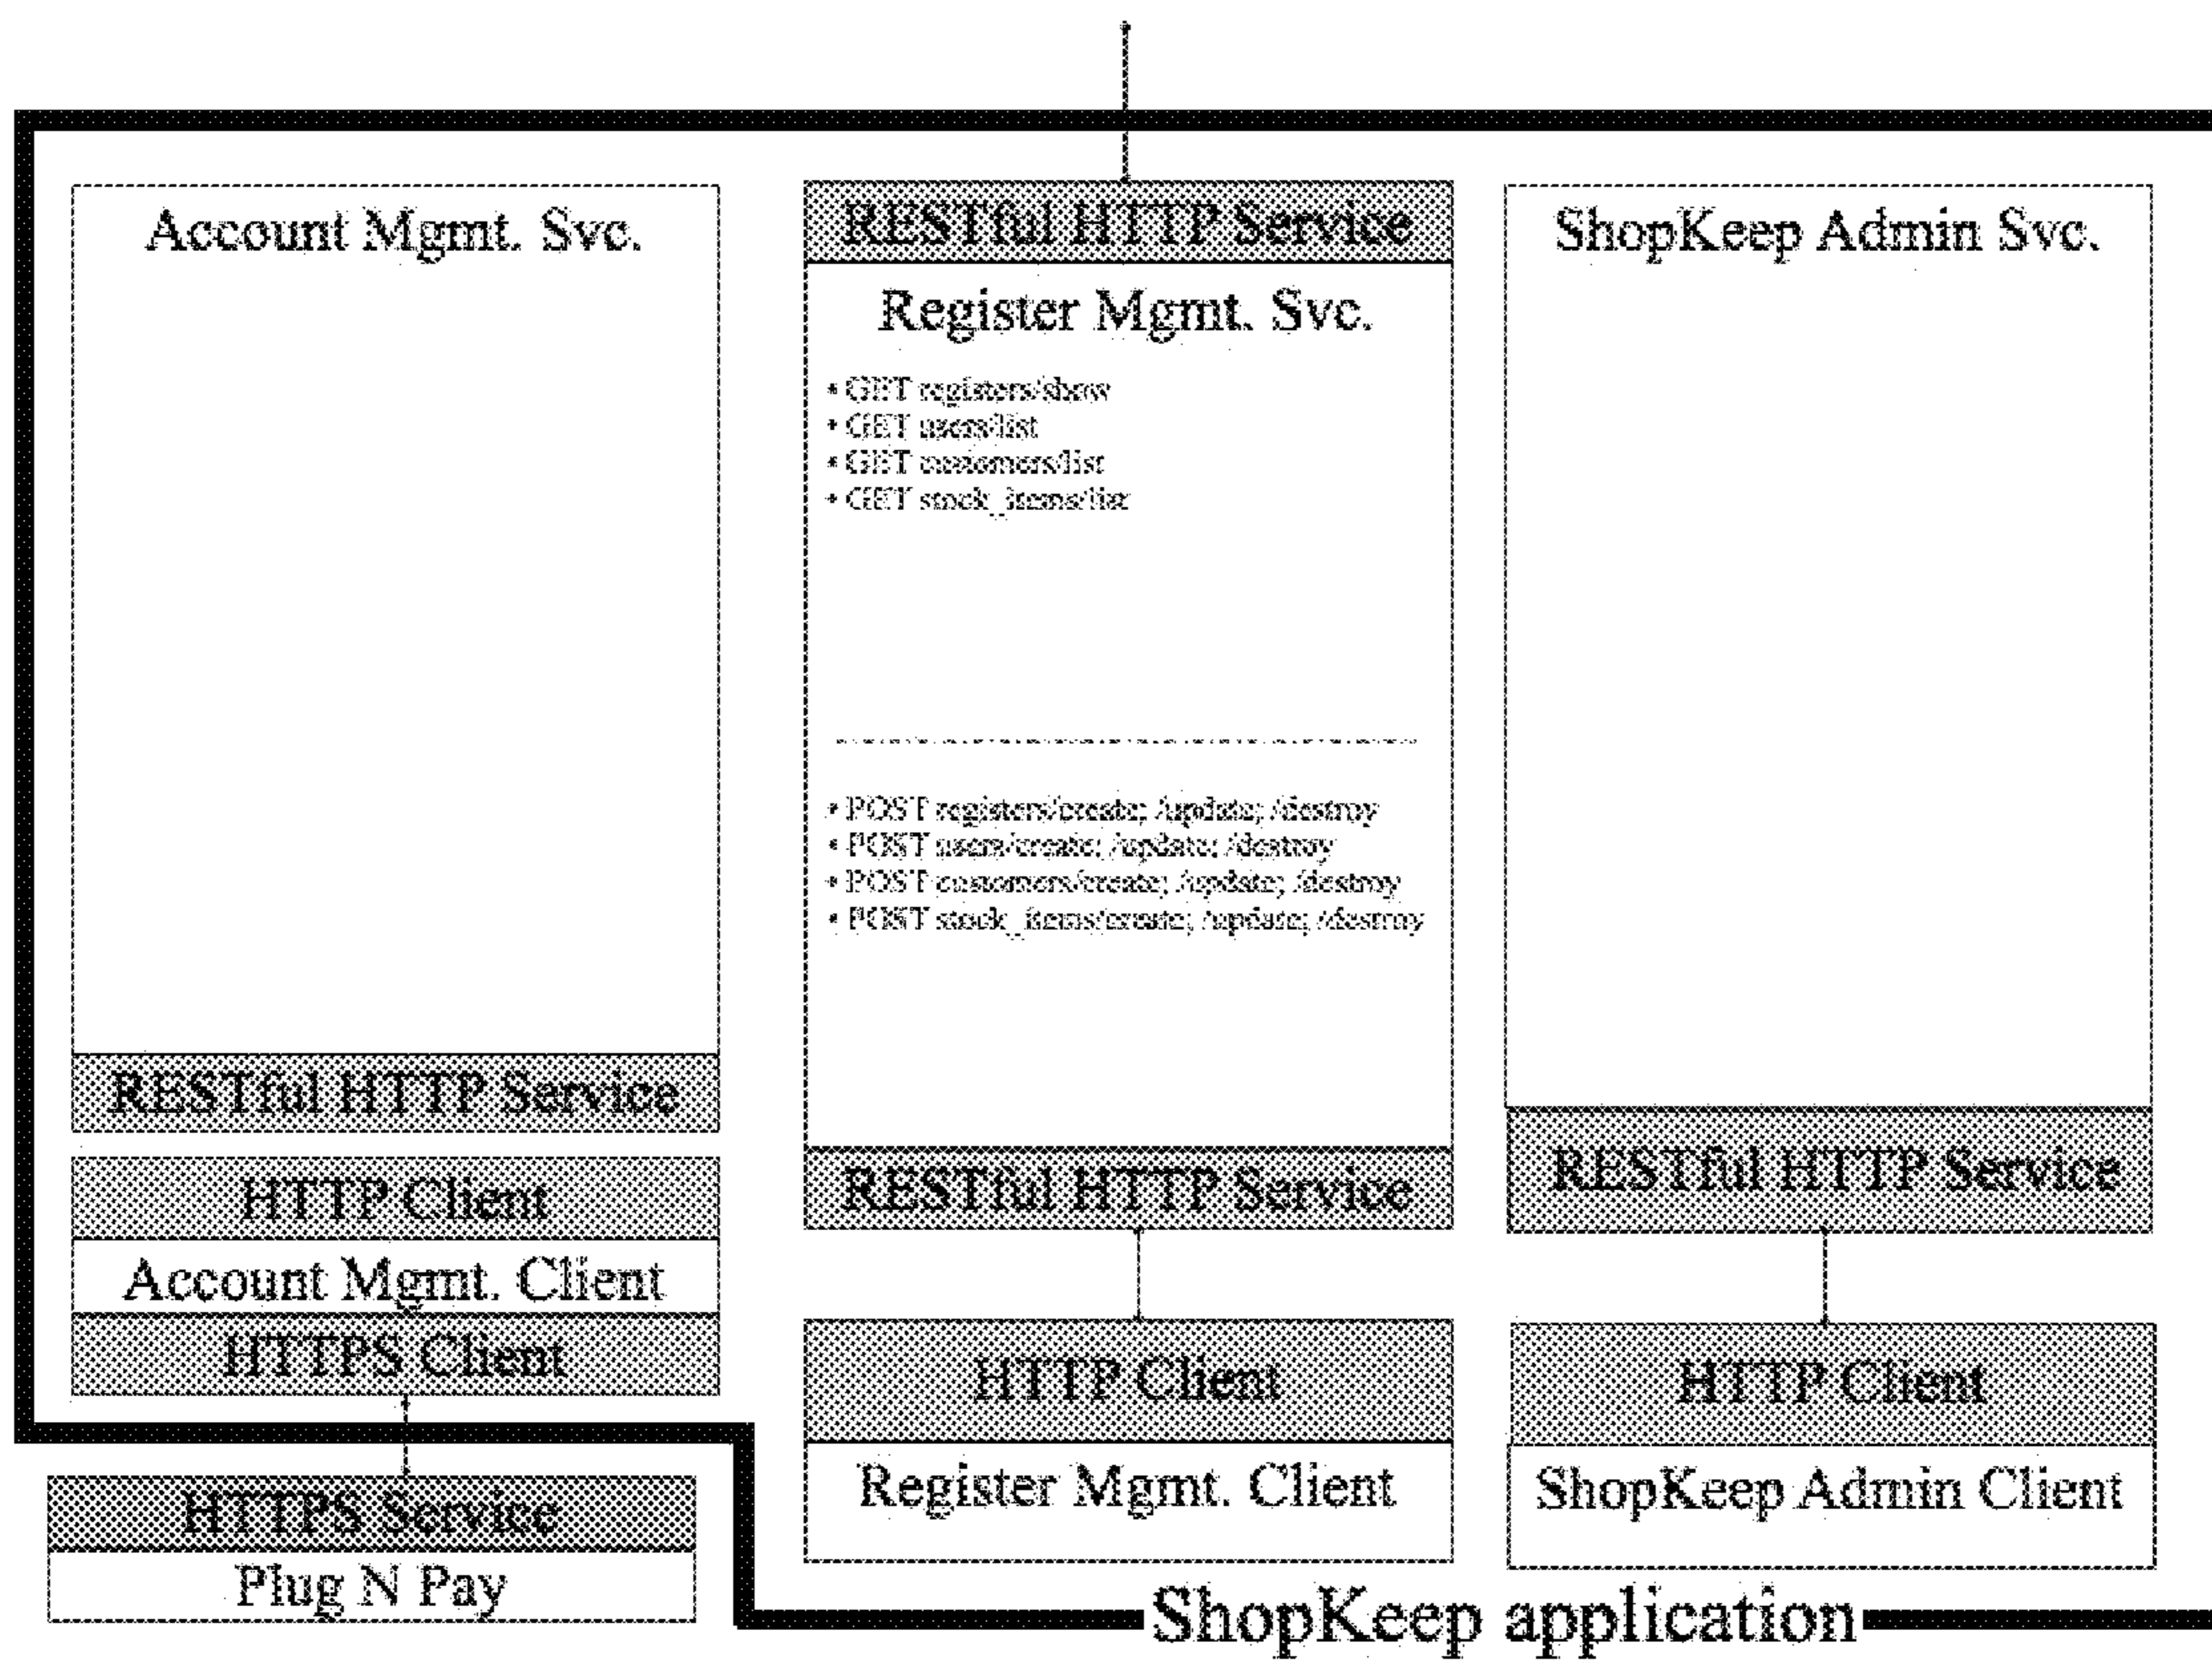 Account Mgmt. Svc.
RESTful HTTP Service
HTTP Client
Account Mgmt. Client
HTTPS Client
HTTPS Service
Plug N Pay
RESTful HTTP Service
Register Mgmt. Svc.
• GET registers/show
• GET users/list
• GET customers/list
• GET stock_items/list
• POST registers/create; /update; /destroy
• POST users/create; /update; /destroy
• POST customers/create; /update; /destroy
• POST stock_items/create; /update; /destroy
RESTful HTTP Service
HTTP Client
Register Mgmt. Client
ShopKeep Admin Svc.
RESTful HTTP Service
HTTP Client
ShopKeep Admin Client
ShopKeep application